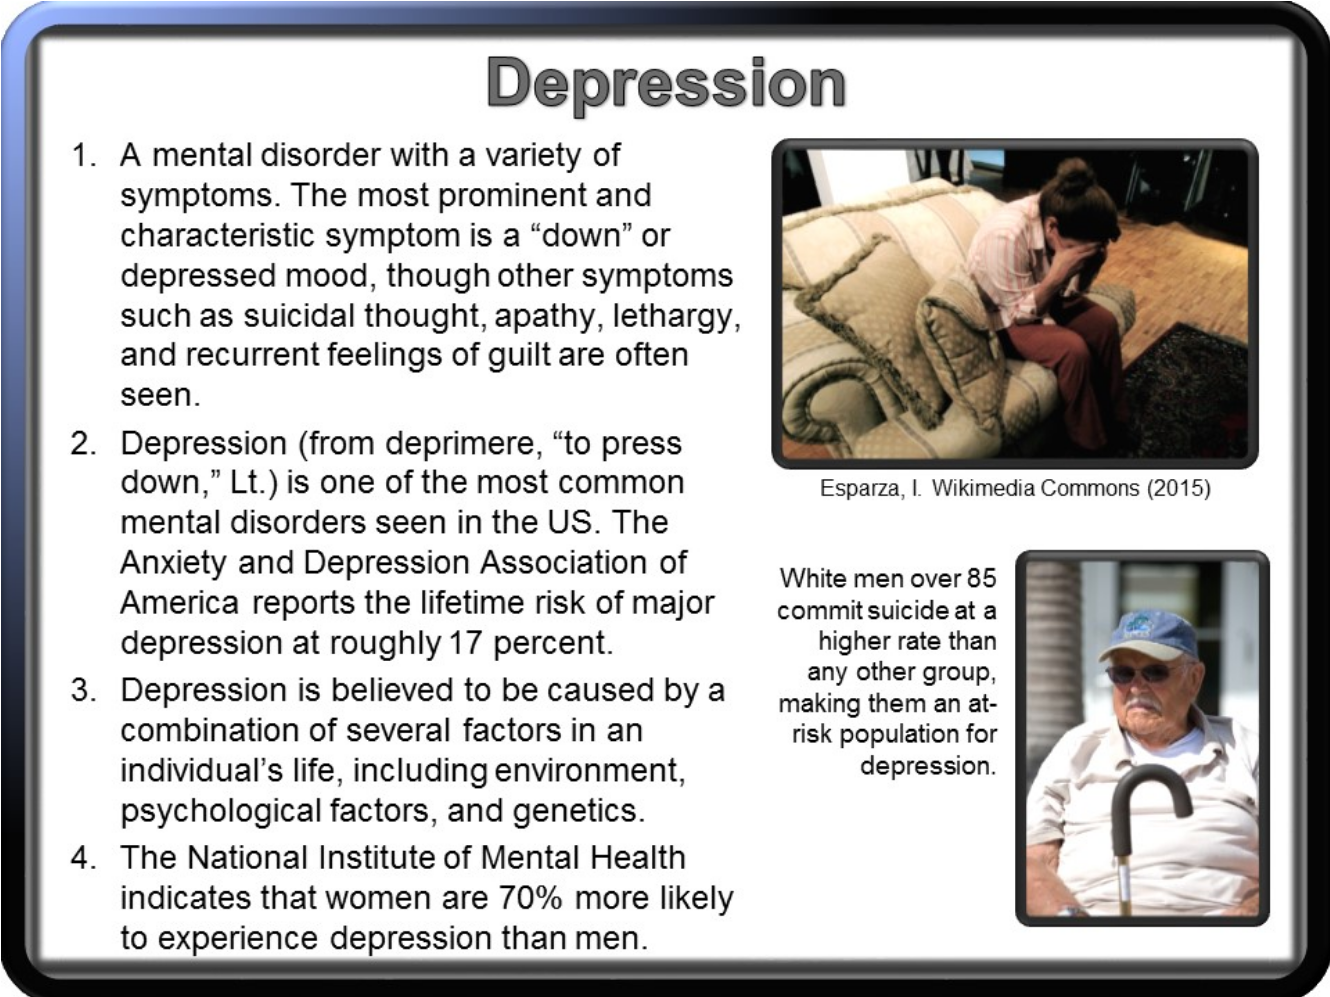 Depression
1. A mental disorder with a variety of
symptoms. The most prominent and
characteristic symptom is a “down” or
depressed mood, though other symptoms
such as suicidal thought, apathy, lethargy,
and recurrent feelings of guilt are often
seen.
2. Depression (from deprimere, “to press
down,” Lt.) is one of the most common
mental disorders seen in the US. The
Anxiety and Depression Association of
America reports the lifetime risk of major
depression at roughly 17 percent.
3. Depression is believed to be caused by a
combination of several factors in an
individual’s life, including environment,
psychological factors, and genetics.
4. The National Institute of Mental Health
indicates that women are 70% more likely
to experience depression than men.
Esparza, I. Wikimedia Commons (2015)
White men over 85
commit suicide at a
higher rate than
any other group,
making them an at-
risk population for
depression.